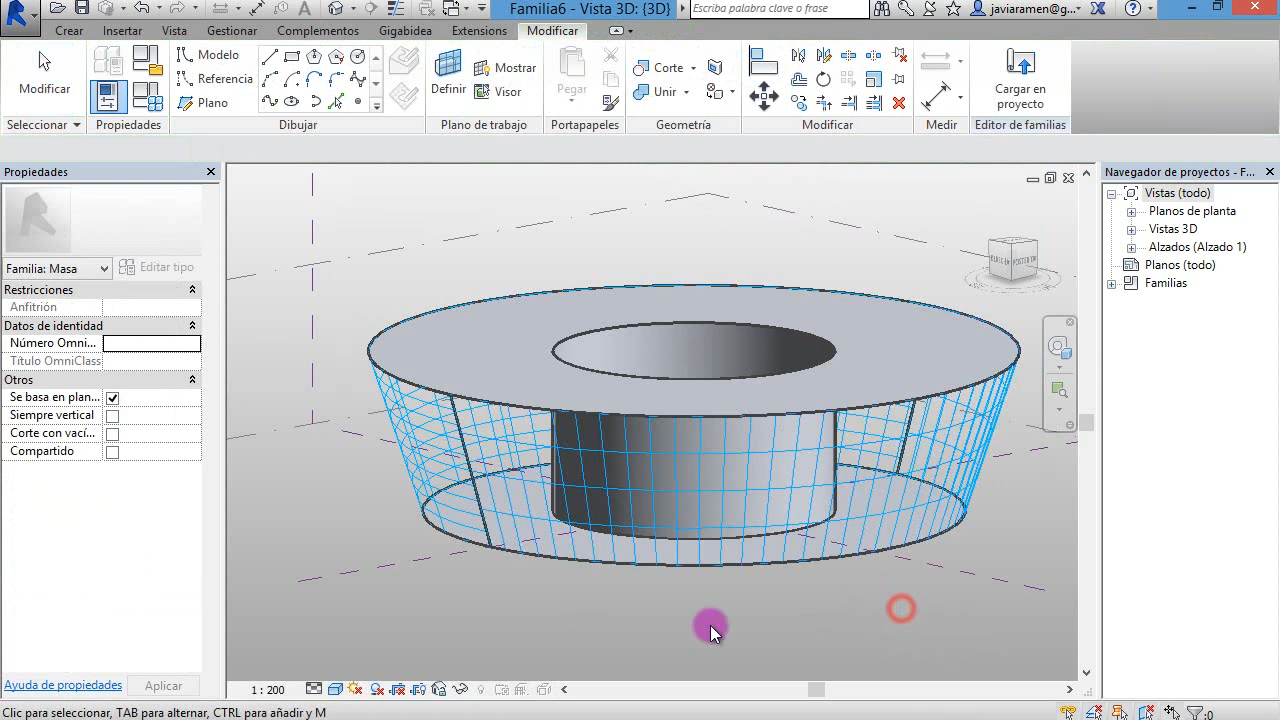 Familia6 - Vista 3D: {3D}
Escriba palabra clave o frase
javiaramen@g...
Crear
Insertar
Vista
Gestionar
Complementos
Gigabidea
Extensions
Modificar
Modificar
Modelo
Referencia
Plano
Definir
Mostrar
Visor
Pegar
Corte
Unir
Cargar en
proyecto
Seleccionar
Propiedades
Dibujar
Plano de trabajo
Portapapeles
Geometría
Modificar
Medir
Editor de familias
Propiedades
Familia: Masa
Editar tipo
Restricciones
Anfitrión
Datos de identidad
Número Omni...
Título OmniClass
Otros
Se basa en plan...
Siempre vertical
Corte con vací...
Compartido
Ayuda de propiedades
Aplicar
Navegador de proyectos - F...
Vistas (todo)
Planos de planta
Vistas 3D
Alzados (Alzado 1)
Planos (todo)
Familias
1 : 200
Clic para seleccionar, TAB para alternar, CTRL para añadir y M
:0